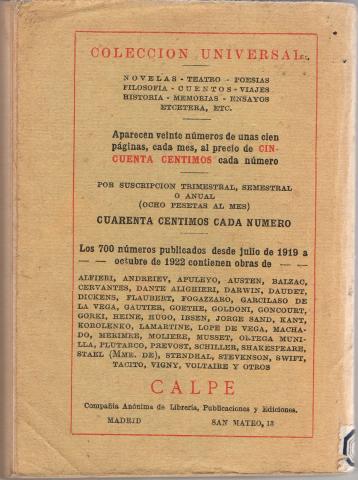 COLECCION UNIVERSAL
NOVELAS - TEATRO - POESIAS
FILOSOFIA - CUENTOS - VIAJES
HISTORIA - MEMORIAS - ENSAYOS
ETCETERA, ETC.
Aparecen veinte números de unas cien
páginas, cada mes, al precio de CIN-
CUENTA CENTIMOS cada número
POR SUSCRIPCION TRIMESTRAL, SEMESTRAL
O ANUAL
(OCHO PESETAS AL MES)
CUARENTA CENTIMOS CADA NUMERO
Los 700 números publicados desde julio de 1919 a
— — octubre de 1922 contienen obras de — —
ALFIERI, ANDREIEV, APULEYO, AUSTEN, BALZAC,
CERVANTES, DANTE ALIGHIERI, DARWIN, DAUDET,
DICKENS, FLAUBERT, FOGAZZARO, GARCILASO DE
LA VEGA, GAUTIER, GOETHE, GOLDONI, GONCOURT,
GORKI, HEINE, HUGO, IBSEN, JORGE SAND, KANT,
KOROLENKO, LAMARTINE, LOPE DE VEGA, MACHA-
DO, MERIMEE, MOLIERE, MUSSET, ORTEGA MUNI-
LLA, PLUTARCO, PREVOST, SCHILLER, SHAKESPEARE,
STAEL (MME. DE), STENDHAL, STEVENSON, SWIFT,
TACITO, VIGNY, VOLTAIRE Y OTROS
CALPE
Compañía Anónima de Librería, Publicaciones y Ediciones.
MADRID SAN MATEO, 13